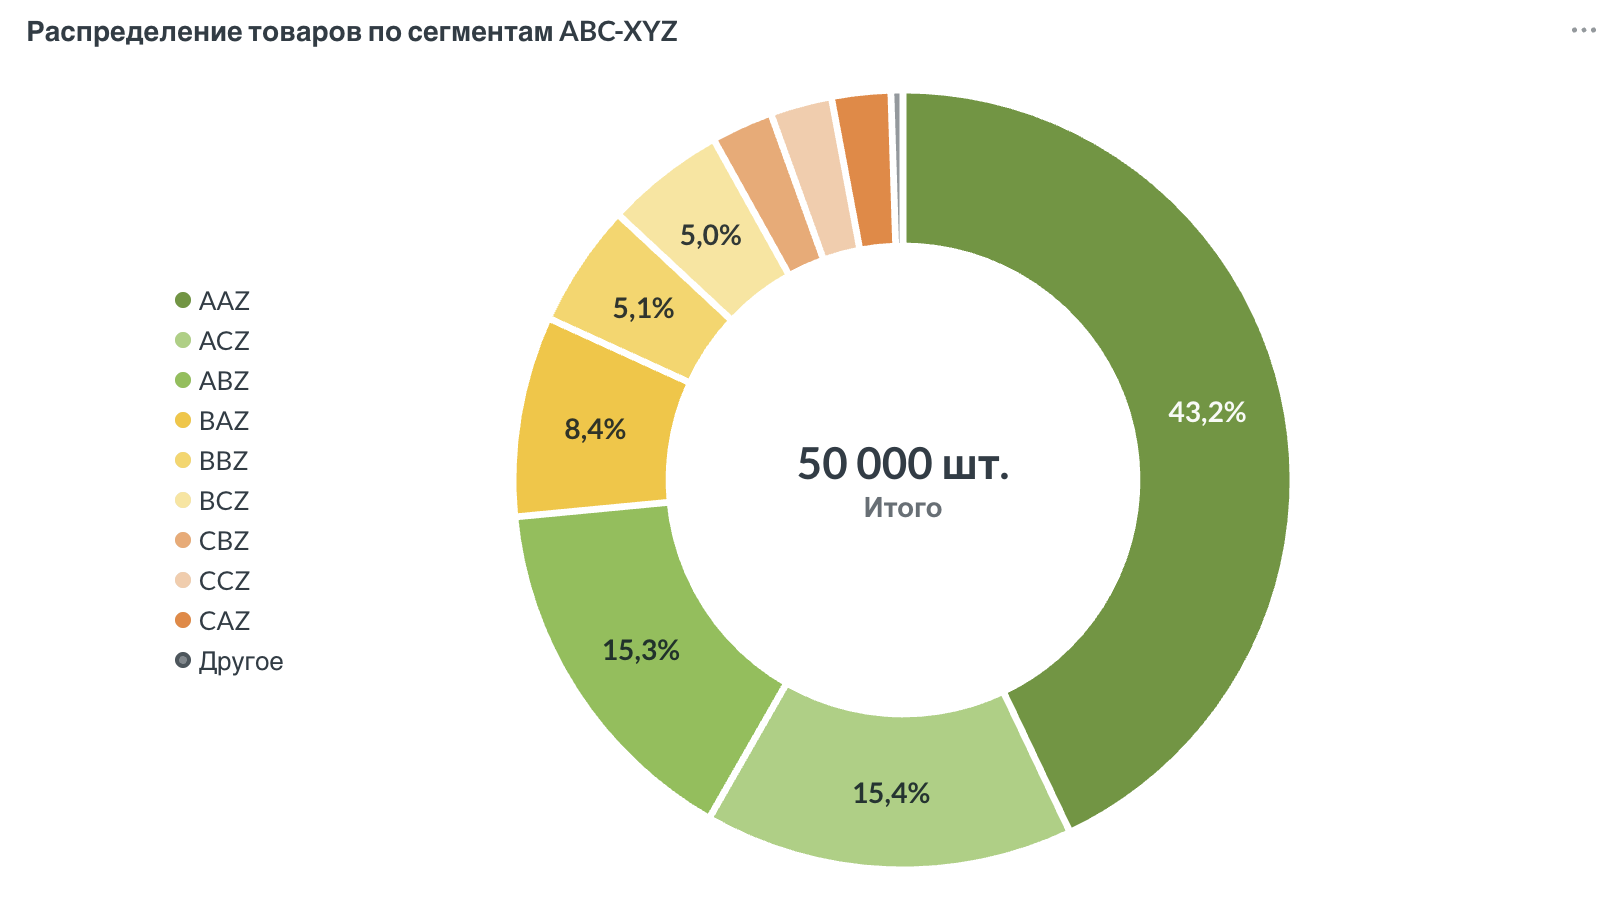 Распределение товаров по сегментам ABC-XYZ
AAZ
ACZ
ABZ
BAZ
BBZ
BCZ
CBZ
CCZ
CAZ
Другое
5,0%
5,1%
8,4%
15,3%
15,4%
43,2%
50 000 шт.
Итого